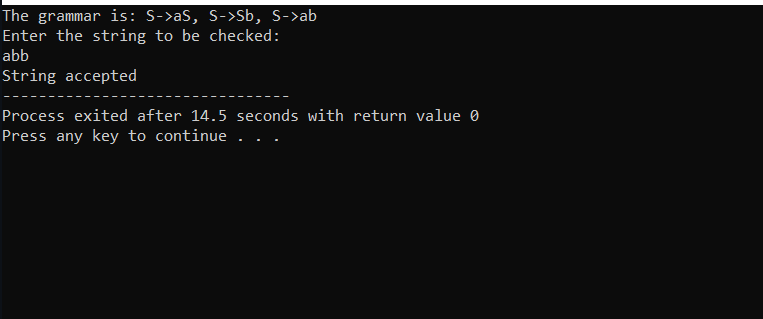 The grammar is: S->aS, S->Sb, S->ab
Enter the string to be checked:
abb
String accepted
--------------------------------
Process exited after 14.5 seconds with return value 0
Press any key to continue . . .